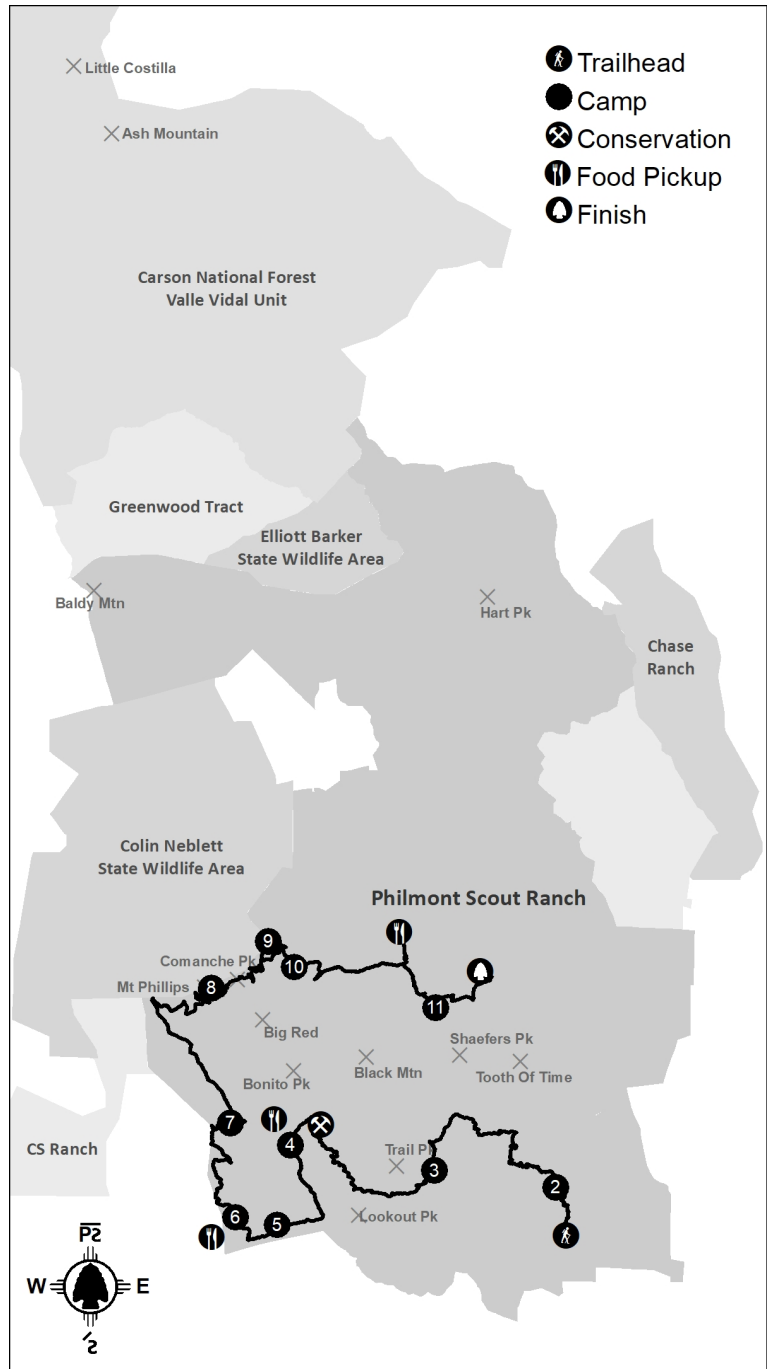 Little Costilla
Ash Mountain
Trailhead
Camp
Conservation
Food Pickup
Finish
Carson National Forest
Valle Vidal Unit
Greenwood Tract
Elliott Barker
State Wildlife Area
Baldy Mtn
Hart Pk
Chase
Ranch
Colin Neblett
State Wildlife Area
Philmont Scout Ranch
9
Comanche Pk
10
Mt Phillips
8
11
Big Red
Shaefers Pk
Black Mtn
Tooth Of Time
Bonito Pk
7
4
CS Ranch
Trail Pk
3
2
6
5
Lookout Pk
W
E